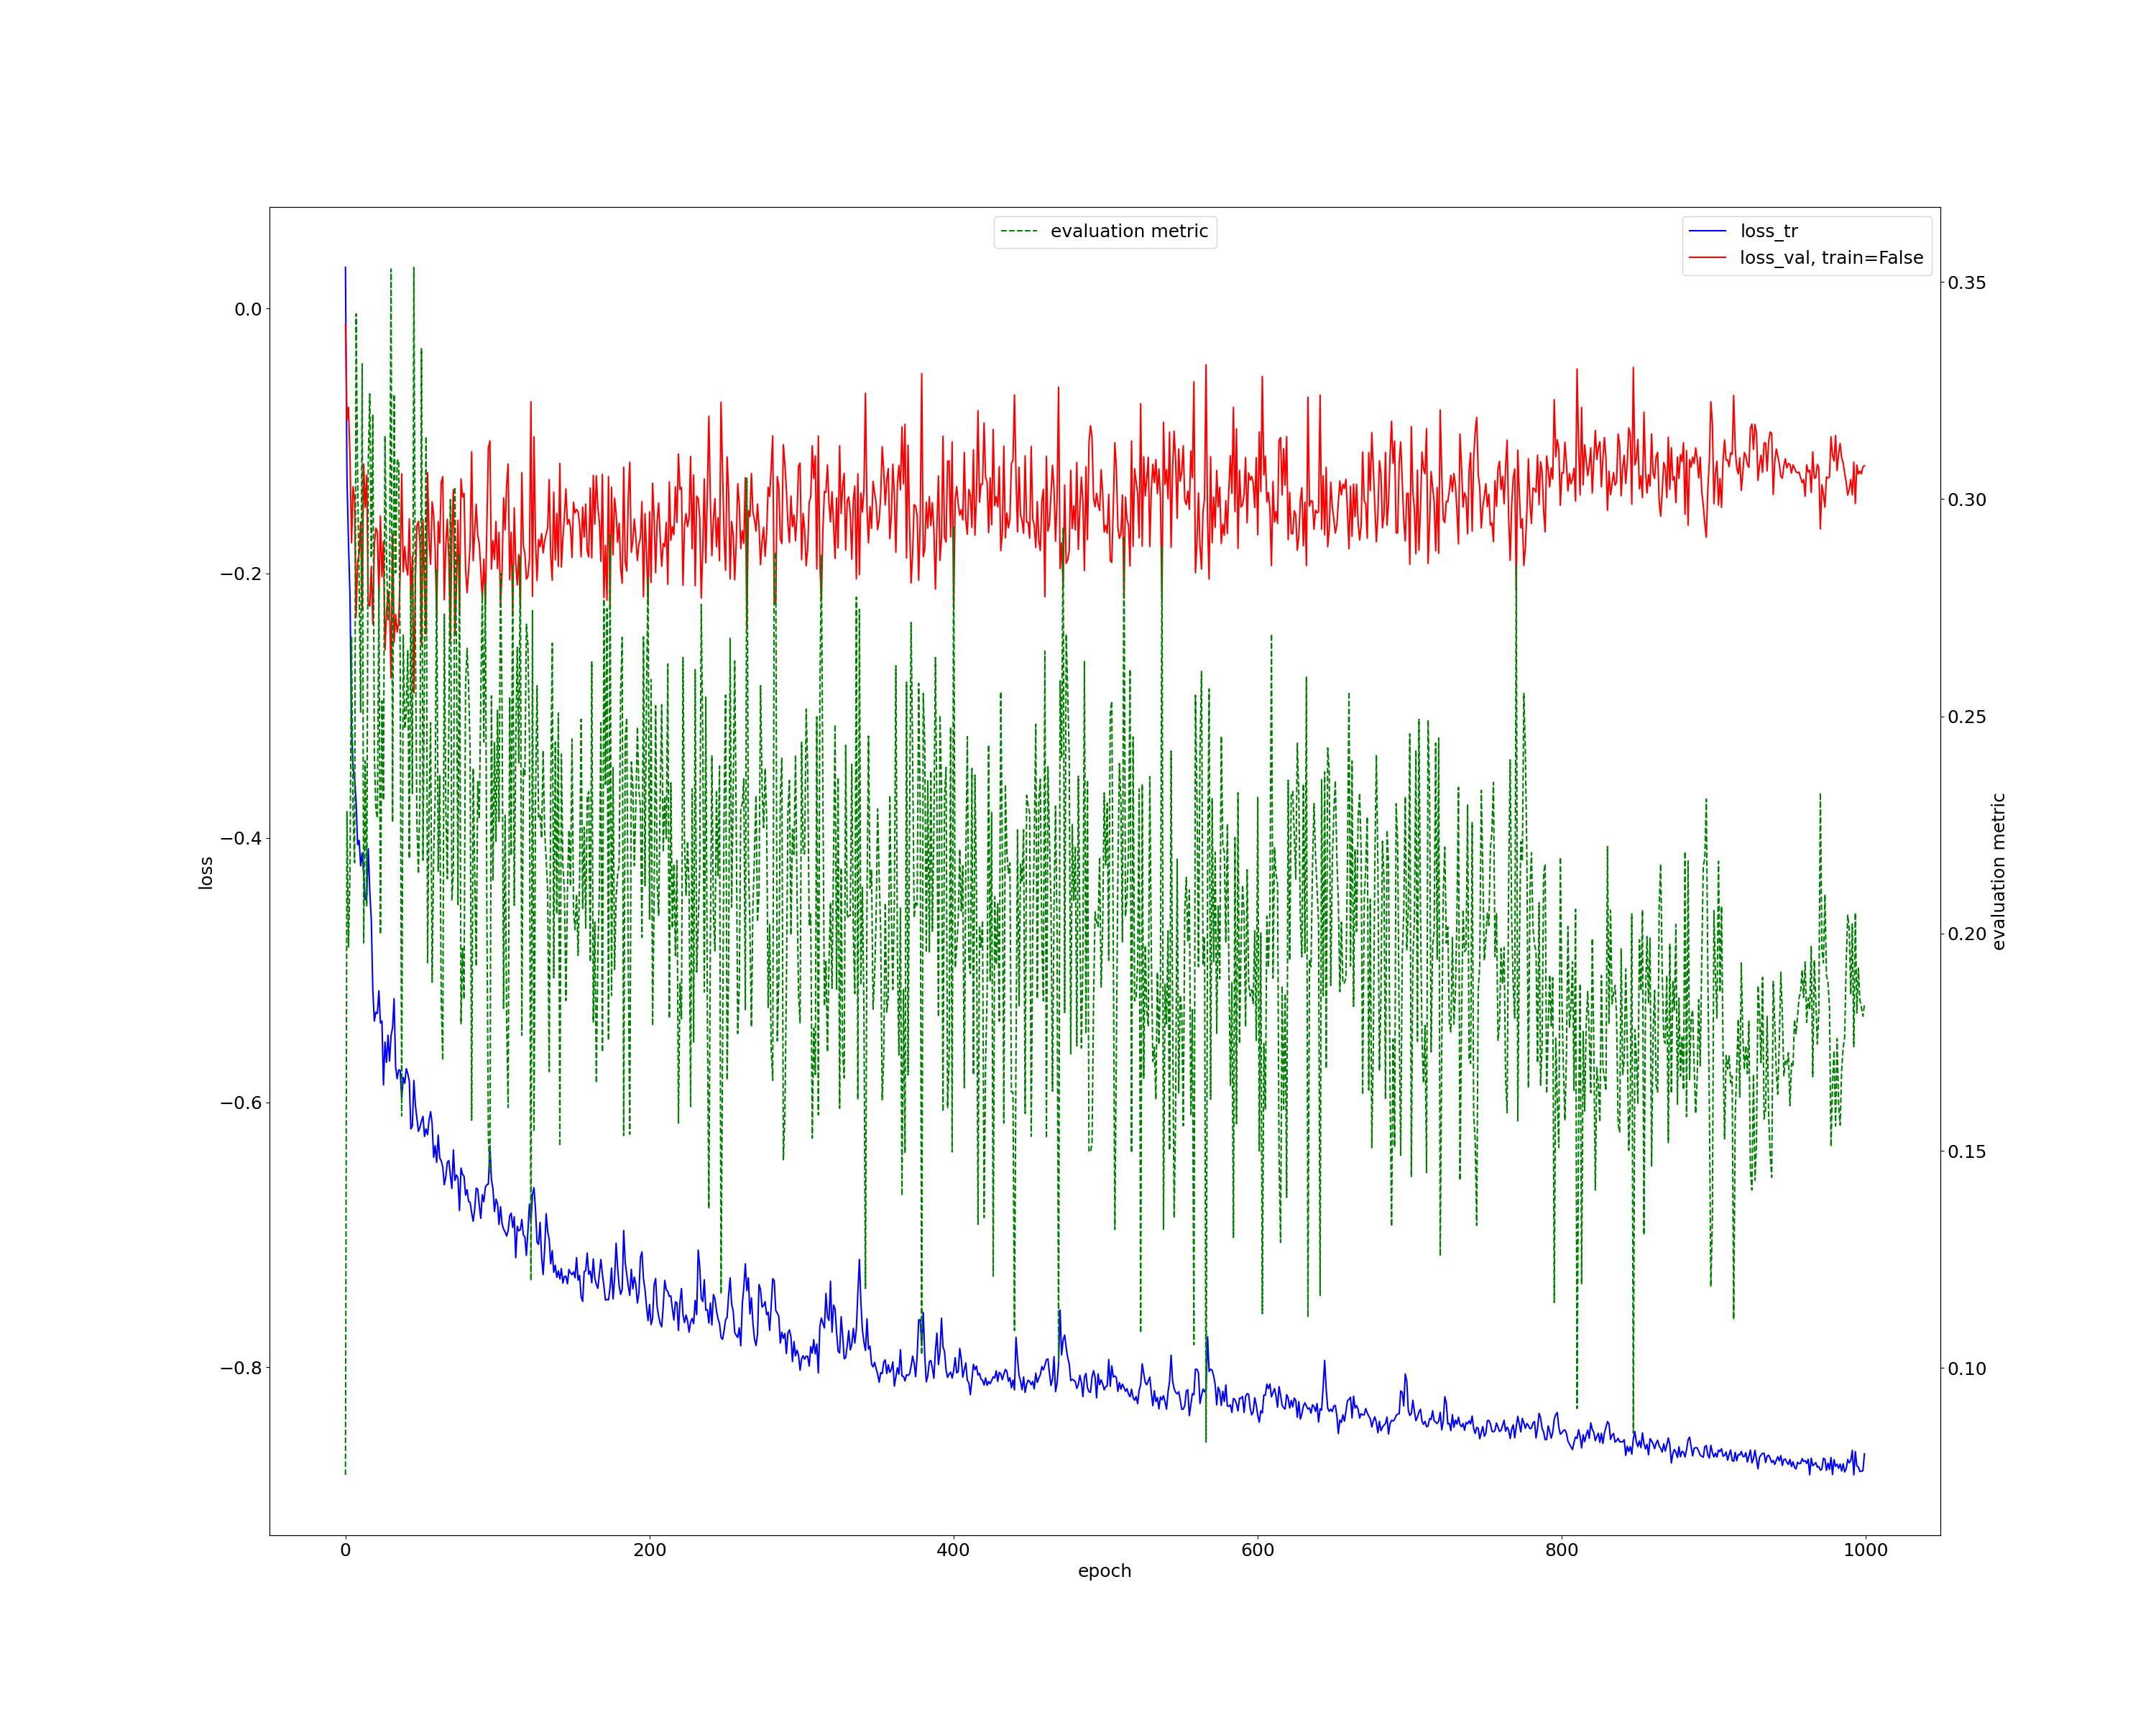 evaluation metric
loss_tr
loss_val, train=False
0.0
−0.2
−0.4
−0.6
−0.8
loss
0.35
0.30
0.25
0.20
0.15
0.10
evaluation metric
0
200
400
600
800
1000
epoch